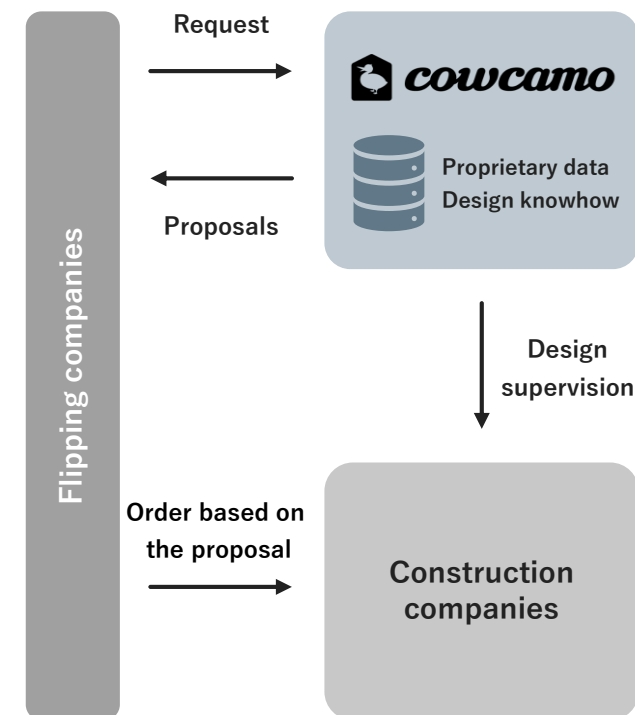 Request
cowcamo
Proprietary data
Design knowhow
Proposals
Flipping companies
Design
supervision
Order based on
the proposal
Construction
companies